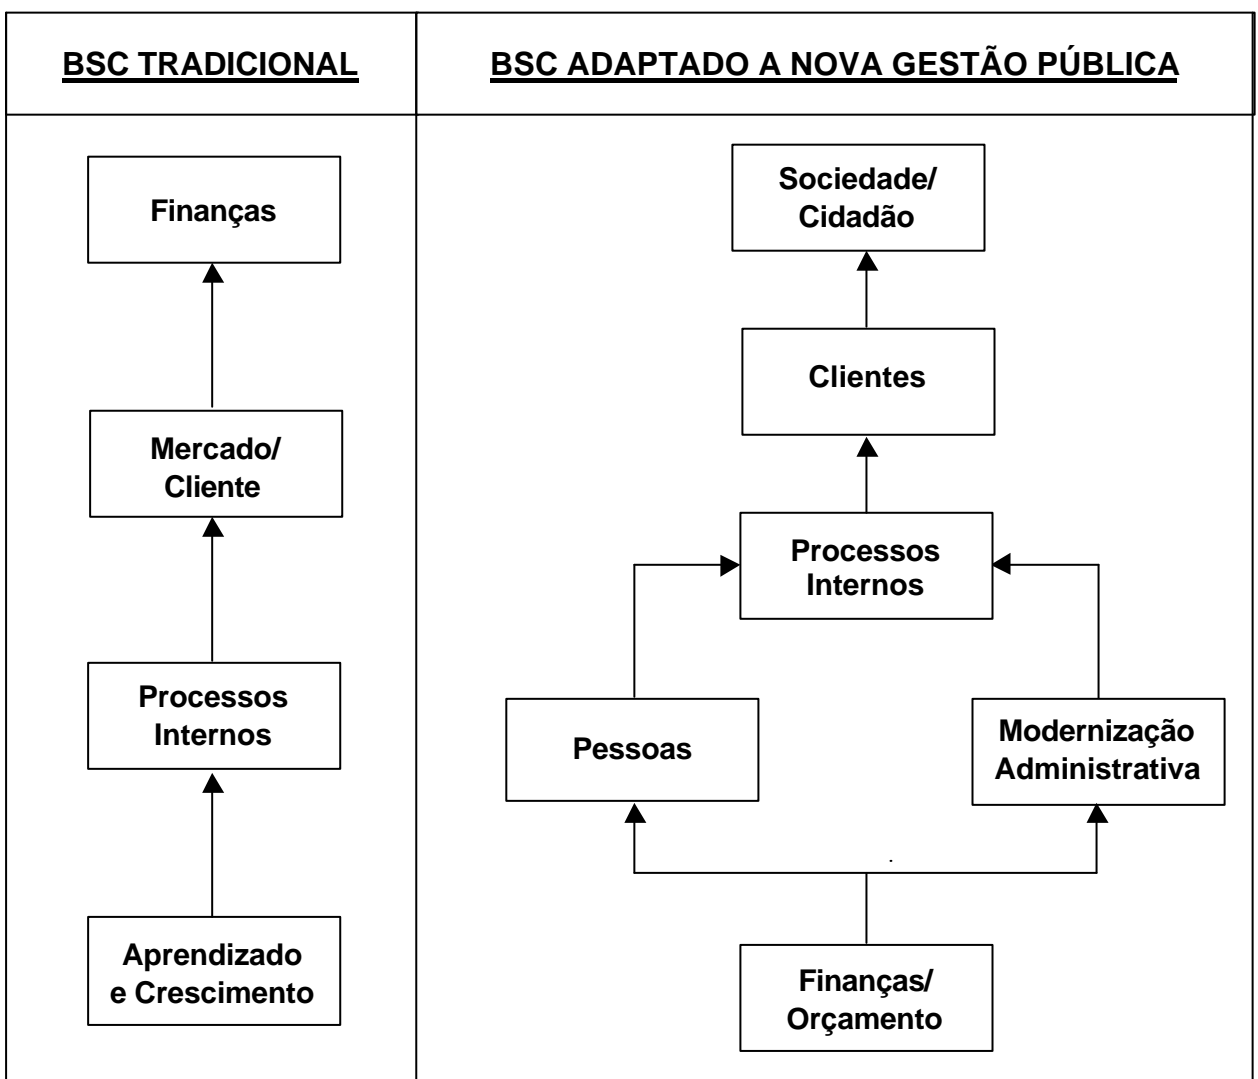 BSC TRADICIONAL
BSC ADAPTADO A NOVA GESTÃO PÚBLICA
Finanças
Mercado/
Cliente
Processos
Internos
Aprendizado
e Crescimento
Sociedade/
Cidadão
Clientes
Processos
Internos
Pessoas
Modernização
Administrativa
Finanças/
Orçamento